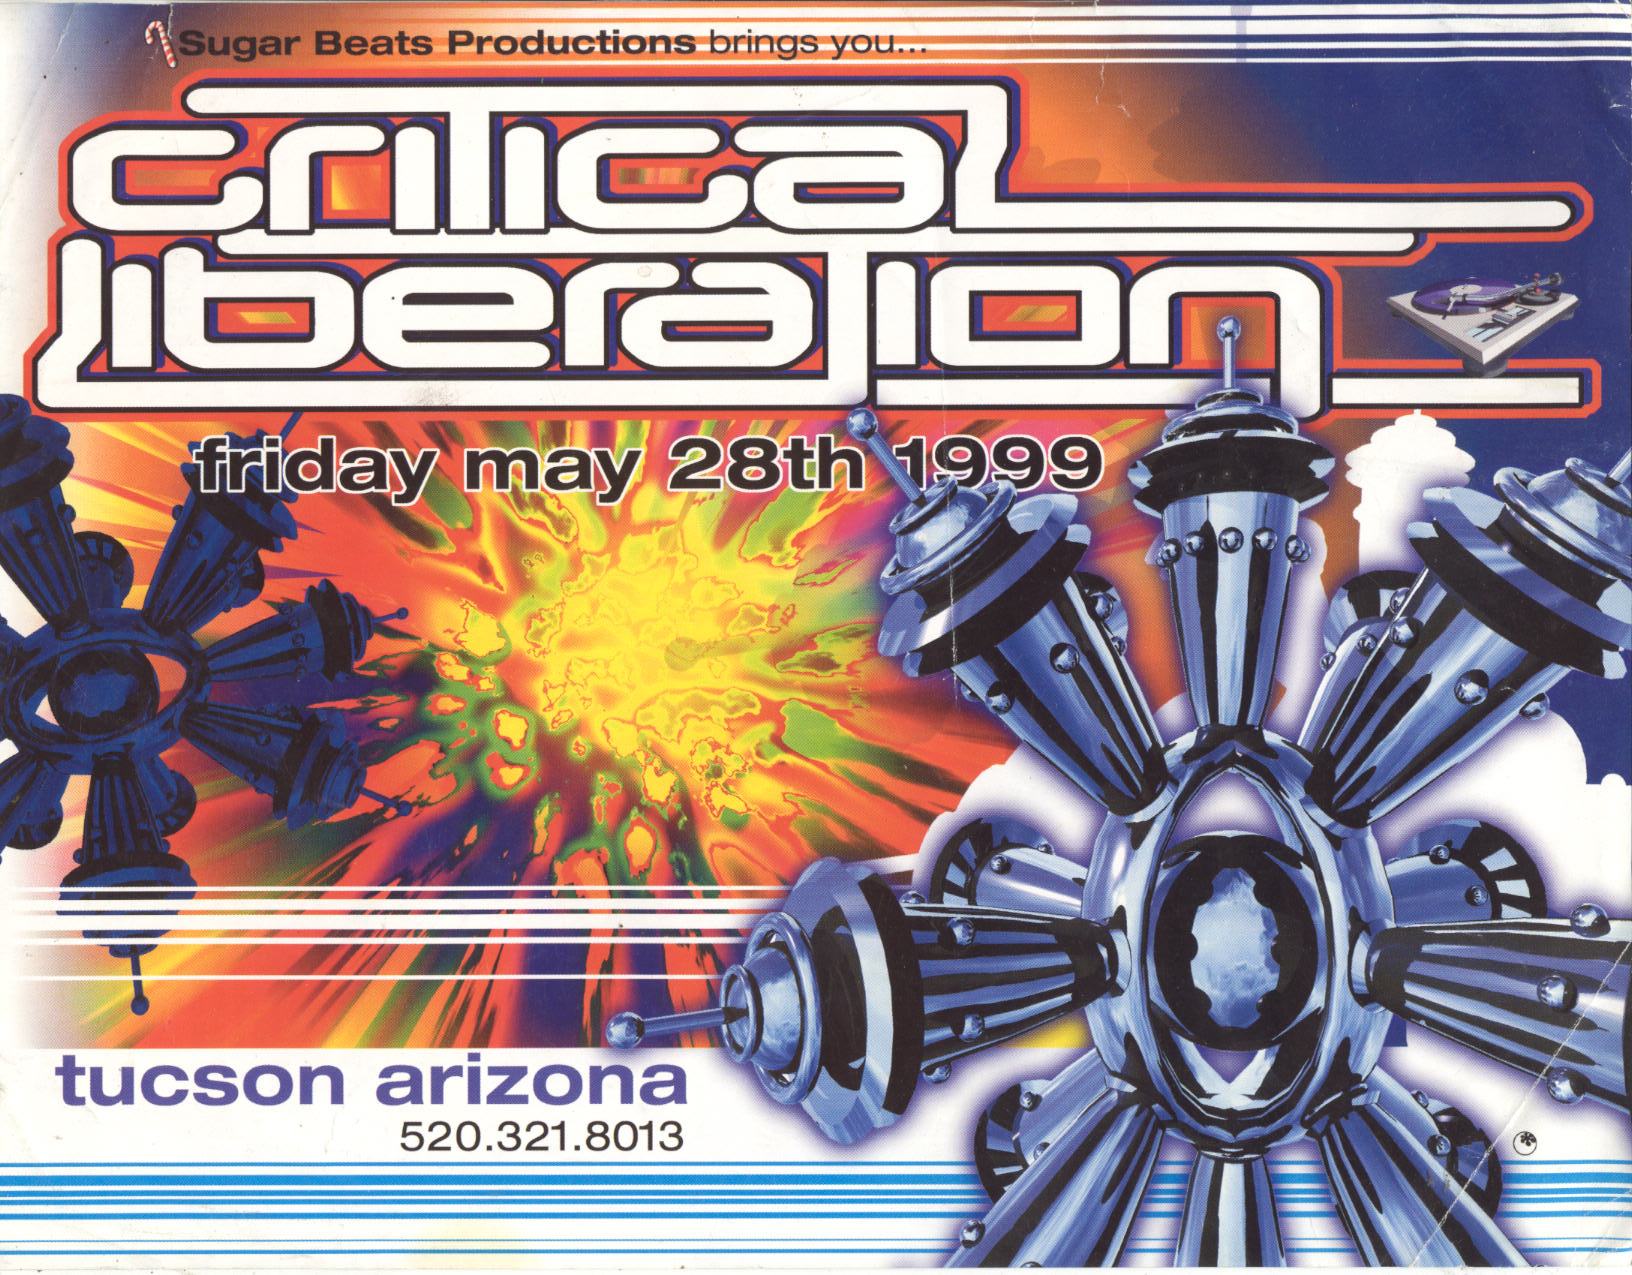 Sugar Beats Productions brings you...
critical
liberation
friday may 28th 1999
tucson arizona
520.321.8013